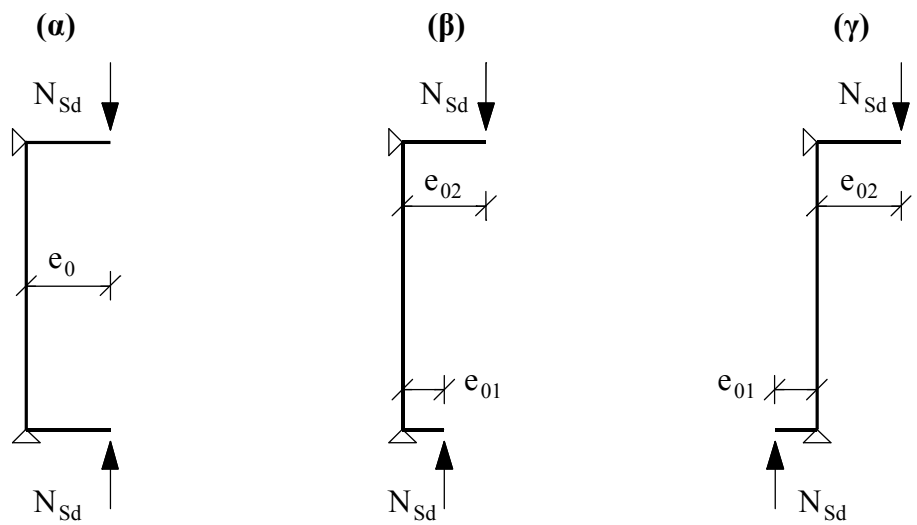 (α)
(β)
(γ)
N_Sd
N_Sd
N_Sd
e_02
e_02
e_0
e_01
e_01
N_Sd
N_Sd
N_Sd